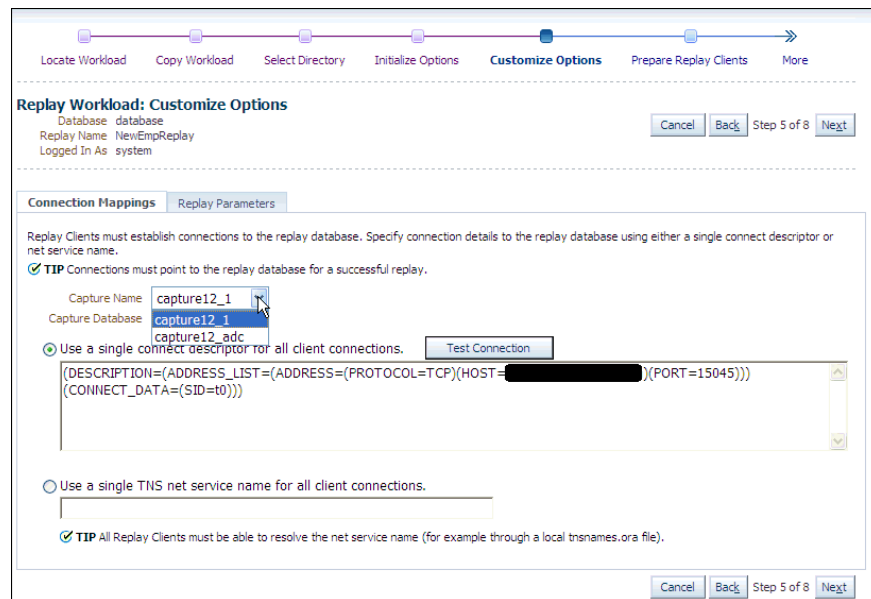 Locate Workload Copy Workload Select Directory Initialize Options Customize Options Prepare Replay Clients More
Replay Workload: Customize Options
Database database
Replay Name NewEmpReplay
Logged In As system
Cancel Back Step 5 of 8 Next
Connection Mappings Replay Parameters
Replay Clients must establish connections to the replay database. Specify connection details to the replay database using either a single connect descriptor or
net service name.
TIP Connections must point to the replay database for a successful replay.
Capture Name capture12_1
Capture Database capture12_1
capture12_adc
Use a single connect descriptor for all client connections. Test Connection
(DESCRIPTION=(ADDRESS_LIST=(ADDRESS=(PROTOCOL=TCP)(HOST= )(PORT=15045)))
(CONNECT_DATA=(SID=t0)))
Use a single TNS net service name for all client connections.
TIP All Replay Clients must be able to resolve the net service name (for example through a local tnsnames.ora file).
Cancel Back Step 5 of 8 Next